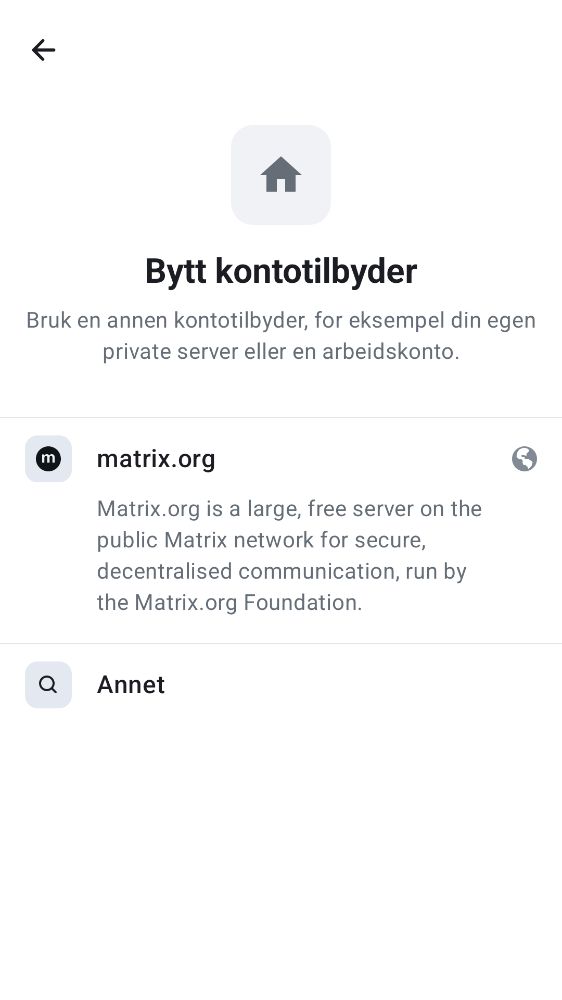 Bytt kontotilbyder
Bruk en annen kontotilbyder, for eksempel din egen
private server eller en arbeidskonto.
m
matrix.org
Matrix.org is a large, free server on the
public Matrix network for secure,
decentralised communication, run by
the Matrix.org Foundation.
Annet